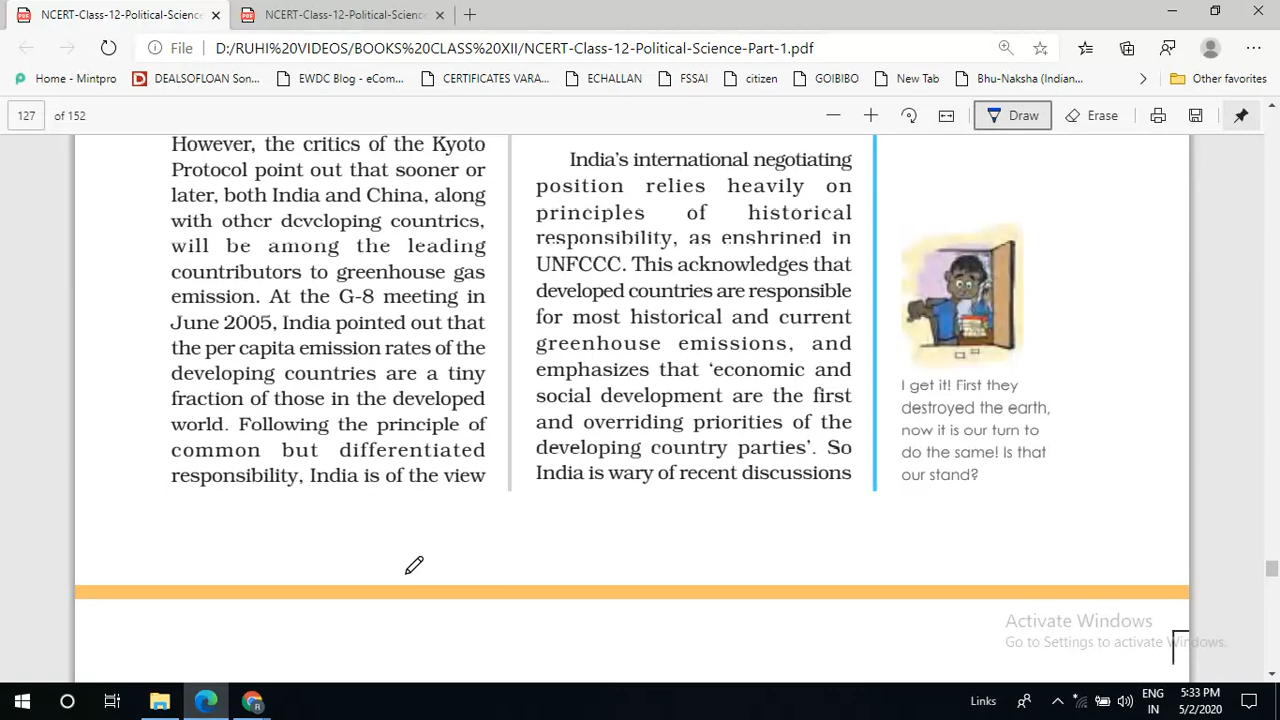 NCERT-Class-12-Political-Science
NCERT-Class-12-Political-Science
File D:/RUHI%20VIDEOS/BOOKS%20CLASS%20XII/NCERT-Class-12-Political-Science-Part-1.pdf
Home - Mintpro DEALSOFLOAN Son... EWDC Blog - eCom... CERTIFICATES VARA... ECHALLAN FSSAI citizen GOIBIBO New Tab Bhu-Naksha (Indian... Other favorites
127 of 152 Draw Erase
However, the critics of the Kyoto
Protocol point out that sooner or
later, both India and China, along
with other developing countries,
will be among the leading
countributors to greenhouse gas
emission. At the G-8 meeting in
June 2005, India pointed out that
the per capita emission rates of the
developing countries are a tiny
fraction of those in the developed
world. Following the principle of
common but differentiated
responsibility, India is of the view
India's international negotiating
position relies heavily on
principles of historical
responsibility, as enshrined in
UNFCCC. This acknowledges that
developed countries are responsible
for most historical and current
greenhouse emissions, and
emphasizes that ‘economic and
social development are the first
and overriding priorities of the
developing country parties’. So
India is wary of recent discussions
I get it! First they
destroyed the earth,
now it is our turn to
do the same! Is that
our stand?
Activate Windows
Go to Settings to activate Windows.
Links
ENG
IN
5:33 PM
5/2/2020